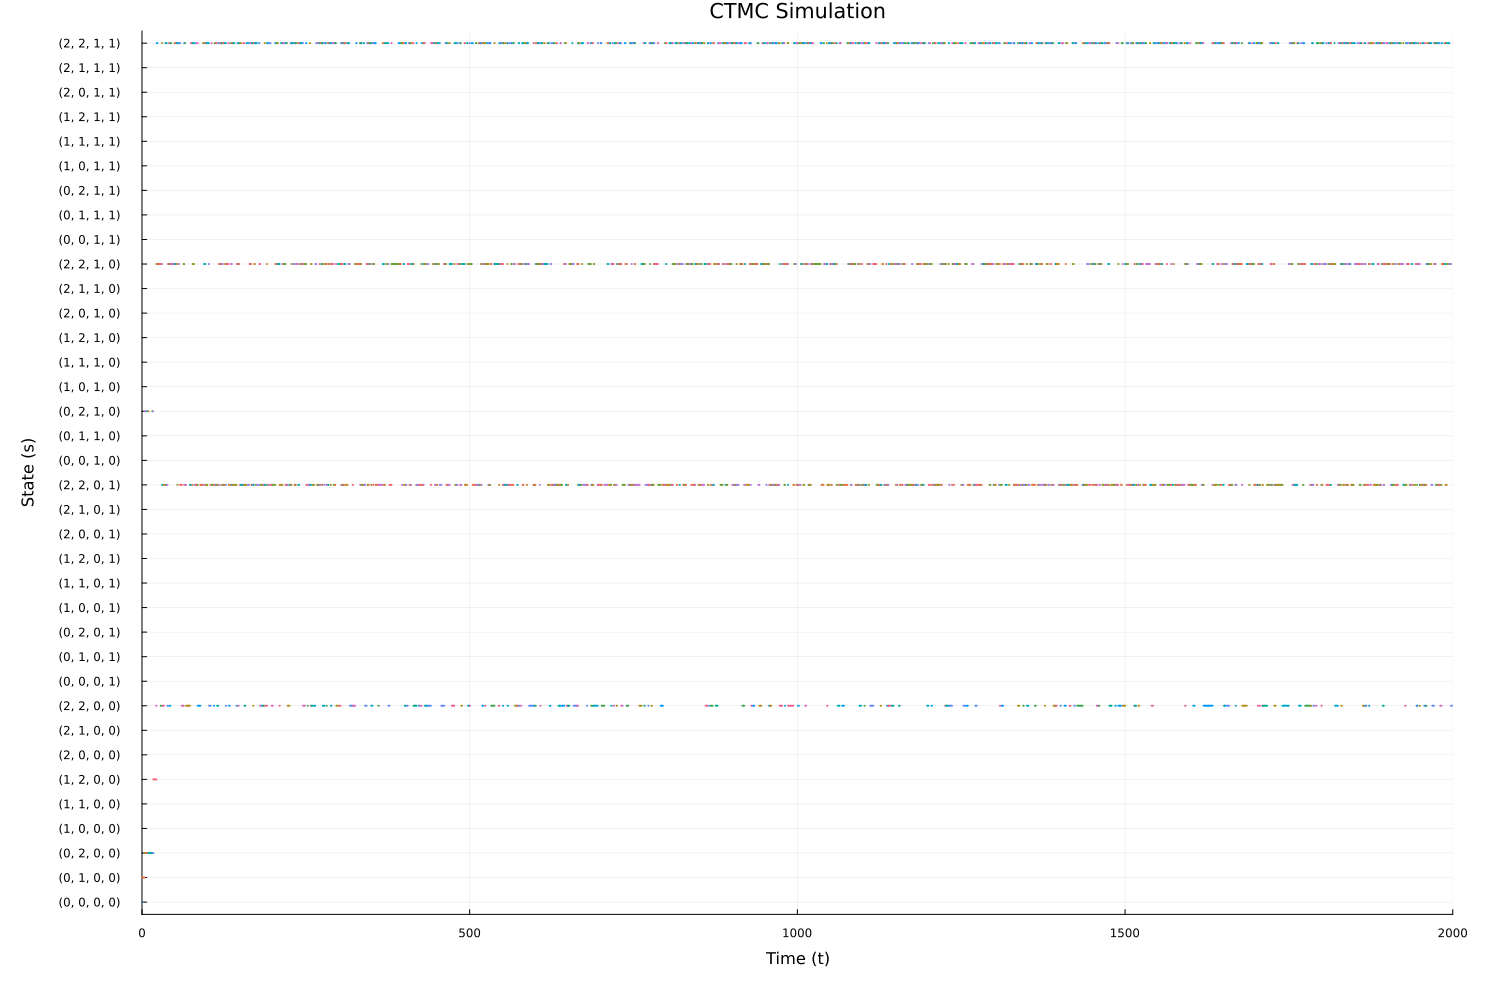 CTMC Simulation
(2, 2, 1, 1)
(2, 1, 1, 1)
(2, 0, 1, 1)
(1, 2, 1, 1)
(1, 1, 1, 1)
(1, 0, 1, 1)
(0, 2, 1, 1)
(0, 1, 1, 1)
(0, 0, 1, 1)
(2, 2, 1, 0)
(2, 1, 1, 0)
(2, 0, 1, 0)
(1, 2, 1, 0)
(1, 1, 1, 0)
(1, 0, 1, 0)
(0, 2, 1, 0)
(0, 1, 1, 0)
(0, 0, 1, 0)
(2, 2, 0, 1)
(2, 1, 0, 1)
(2, 0, 0, 1)
(1, 2, 0, 1)
(1, 1, 0, 1)
(1, 0, 0, 1)
(0, 2, 0, 1)
(0, 1, 0, 1)
(0, 0, 0, 1)
(2, 2, 0, 0)
(2, 1, 0, 0)
(2, 0, 0, 0)
(1, 2, 0, 0)
(1, 1, 0, 0)
(1, 0, 0, 0)
(0, 2, 0, 0)
(0, 1, 0, 0)
(0, 0, 0, 0)
State (s)
0 500 1000 1500 2000
Time (t)